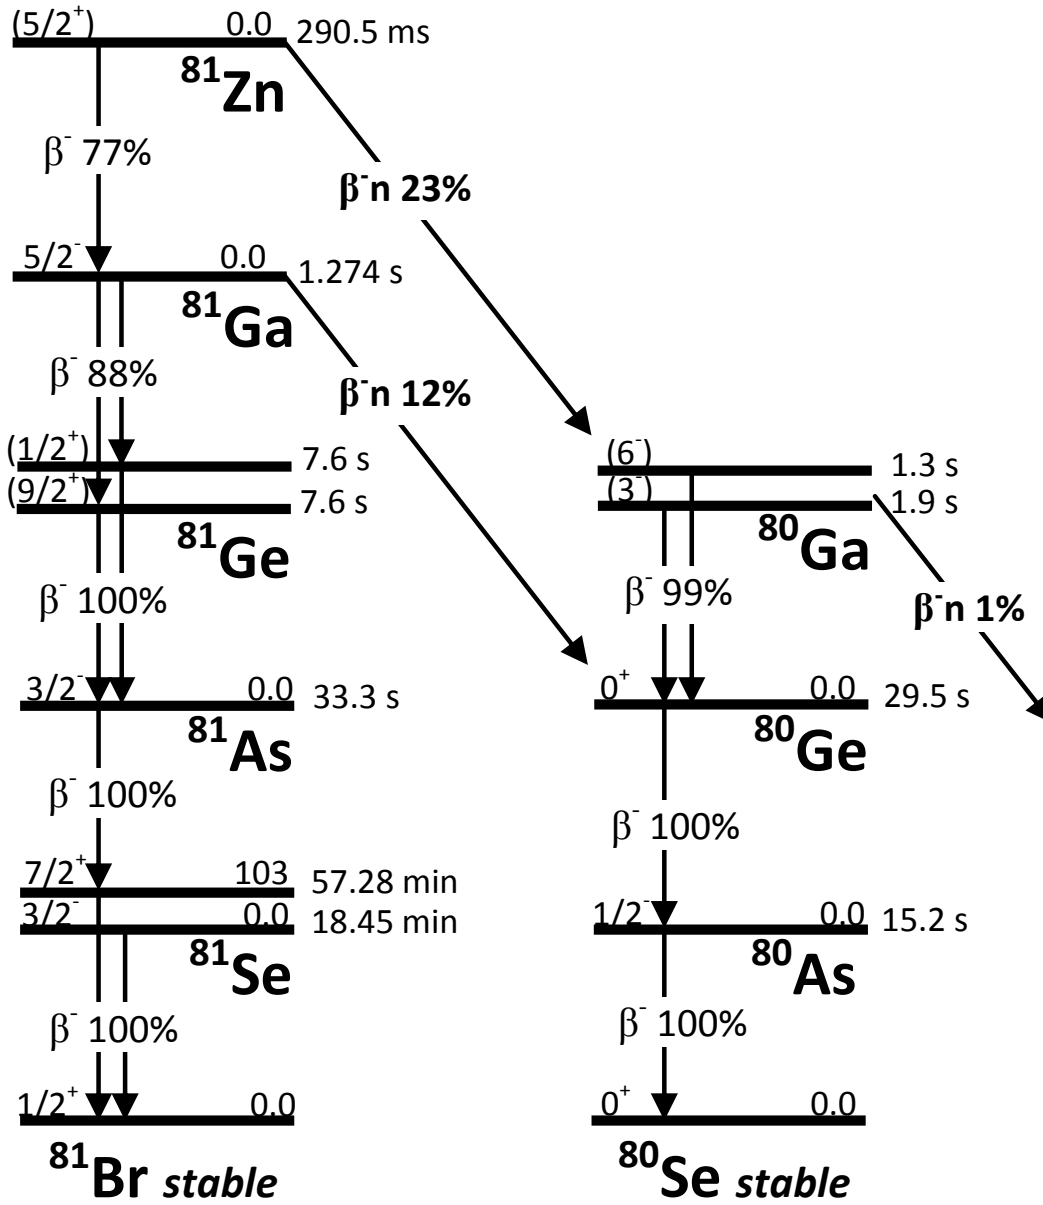 (5/2⁺) 0.0 290.5 ms
⁸¹Zn
β⁻ 77%
β⁻n 23%
5/2⁻ 0.0 1.274 s
⁸¹Ga
β⁻ 88%
β⁻n 12%
(1/2⁺) 7.6 s
(9/2⁺) 7.6 s
⁸¹Ge
(6⁻) 1.3 s
(3⁻) 1.9 s
⁸⁰Ga
β⁻ 100%
β⁻ 99%
β⁻n 1%
3/2⁻ 0.0 33.3 s
⁸¹As
0⁺ 0.0 29.5 s
⁸⁰Ge
β⁻ 100%
β⁻ 100%
7/2⁺ 103 57.28 min
3/2⁻ 0.0 18.45 min
⁸¹Se
1/2⁻ 0.0 15.2 s
⁸⁰As
β⁻ 100%
β⁻ 100%
1/2⁺ 0.0
⁸¹Br stable
0⁺ 0.0
⁸⁰Se stable